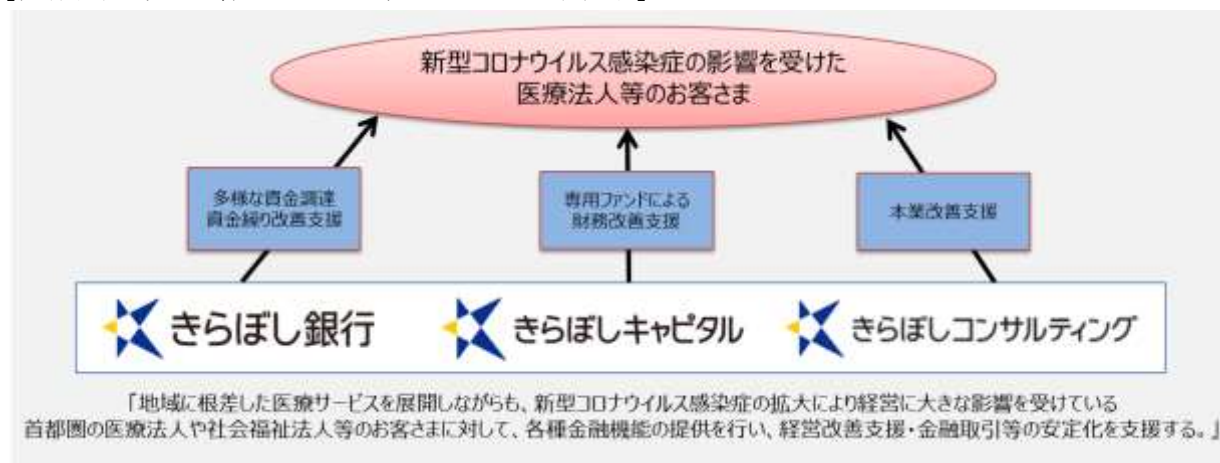 新型コロナウイルス感染症の影響を受けた
医療法人等のお客さま
多様な資金調達
資金繰り改善支援
専用ファンドによる
財務改善支援
本業改善支援
きらぼし銀行
きらぼしキャピタル
きらぼしコンサルティング
「地域に根差した医療サービスを展開しながらも、新型コロナウイルス感染症の拡大により経営に大きな影響を受けている
首都圏の医療法人や社会福祉法人等のお客さまに対して、各種金融機能の提供を行い、経営改善支援・金融取引等の安定化を支援する。』